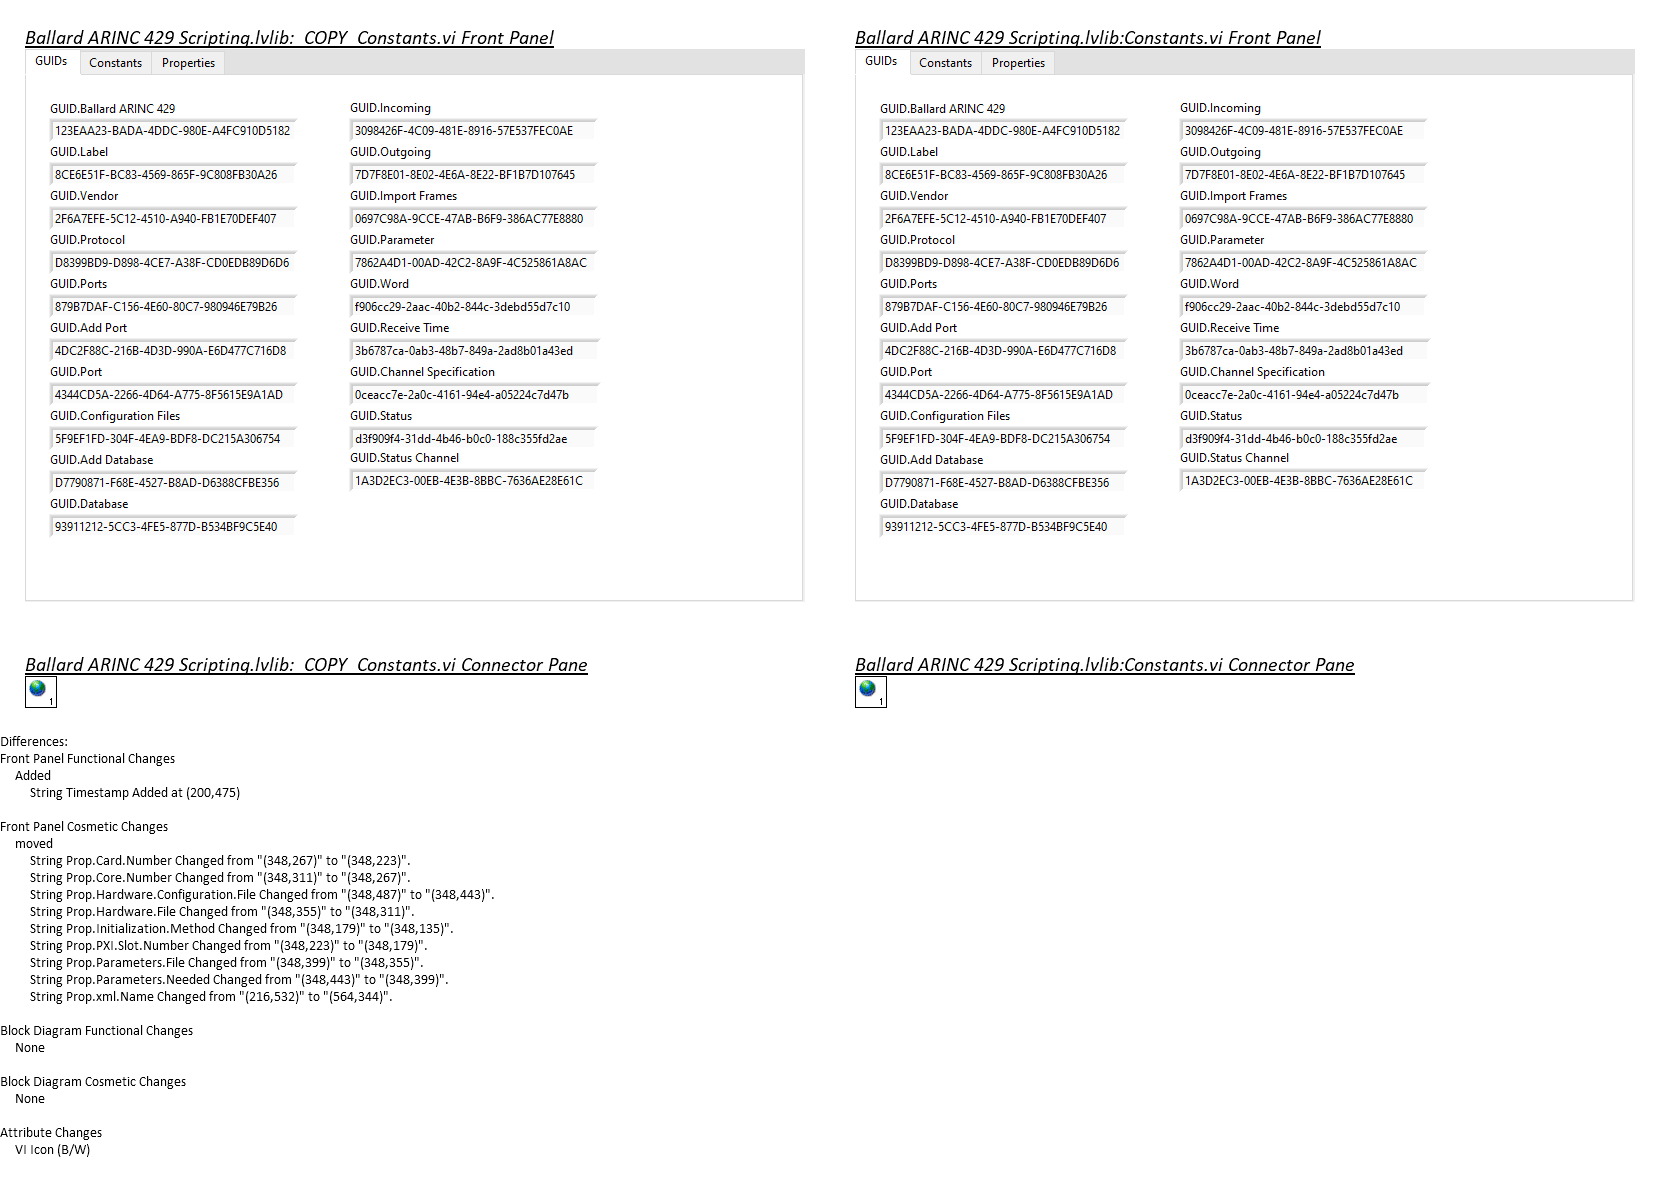 Ballard ARINC 429 Scripting.lvlib:_COPY_Constants.vi Front Panel
GUIDs Constants Properties
GUID.Ballard ARINC 429
123EAA23-BADA-4DDC-980E-A4FC910D5182
GUID.Label
8CE6E51F-BC83-4569-865F-9C808FB30A26
GUID.Vendor
2F6A7EFE-5C12-4510-A940-FB1E70DEF407
GUID.Protocol
D8399BD9-D898-4CE7-A38F-CD0EDB89D6D6
GUID.Ports
879B7DAF-C156-4E60-80C7-980946E79B26
GUID.Add Port
4DC2F88C-216B-4D3D-990A-E6D477C716D8
GUID.Port
4344CD5A-2266-4D64-A775-8F5615E9A1AD
GUID.Configuration Files
5F9EF1FD-304F-4EA9-BDF8-DC215A306754
GUID.Add Database
D7790871-F68E-4527-B8AD-D6388CFBE356
GUID.Database
93911212-5CC3-4FE5-877D-B534BF9C5E40
GUID.Incoming
3098426F-4C09-481E-8916-57E537FEC0AE
GUID.Outgoing
7D7F8E01-8E02-4E6A-8E22-BF1B7D107645
GUID.Import Frames
0697C98A-9CCE-47AB-B6F9-386AC77E8880
GUID.Parameter
7862A4D1-00AD-42C2-8A9F-4C525861A8AC
GUID.Word
f906cc29-2aac-40b2-844c-3debd55d7c10
GUID.Receive Time
3b6787ca-0ab3-48b7-849a-2ad8b01a43ed
GUID.Channel Specification
0ceacc7e-2a0c-4161-94e4-a05224c7d47b
GUID.Status
d3f909f4-31dd-4b46-b0c0-188c355fd2ae
GUID.Status Channel
1A3D2EC3-00EB-4E3B-8BBC-7636AE28E61C
Ballard ARINC 429 Scripting.lvlib:Constants.vi Front Panel
GUIDs Constants Properties
GUID.Ballard ARINC 429
123EAA23-BADA-4DDC-980E-A4FC910D5182
GUID.Label
8CE6E51F-BC83-4569-865F-9C808FB30A26
GUID.Vendor
2F6A7EFE-5C12-4510-A940-FB1E70DEF407
GUID.Protocol
D8399BD9-D898-4CE7-A38F-CD0EDB89D6D6
GUID.Ports
879B7DAF-C156-4E60-80C7-980946E79B26
GUID.Add Port
4DC2F88C-216B-4D3D-990A-E6D477C716D8
GUID.Port
4344CD5A-2266-4D64-A775-8F5615E9A1AD
GUID.Configuration Files
5F9EF1FD-304F-4EA9-BDF8-DC215A306754
GUID.Add Database
D7790871-F68E-4527-B8AD-D6388CFBE356
GUID.Database
93911212-5CC3-4FE5-877D-B534BF9C5E40
GUID.Incoming
3098426F-4C09-481E-8916-57E537FEC0AE
GUID.Outgoing
7D7F8E01-8E02-4E6A-8E22-BF1B7D107645
GUID.Import Frames
0697C98A-9CCE-47AB-B6F9-386AC77E8880
GUID.Parameter
7862A4D1-00AD-42C2-8A9F-4C525861A8AC
GUID.Word
f906cc29-2aac-40b2-844c-3debd55d7c10
GUID.Receive Time
3b6787ca-0ab3-48b7-849a-2ad8b01a43ed
GUID.Channel Specification
0ceacc7e-2a0c-4161-94e4-a05224c7d47b
GUID.Status
d3f909f4-31dd-4b46-b0c0-188c355fd2ae
GUID.Status Channel
1A3D2EC3-00EB-4E3B-8BBC-7636AE28E61C
Ballard ARINC 429 Scripting.lvlib:_COPY_Constants.vi Connector Pane
1
Ballard ARINC 429 Scripting.lvlib:Constants.vi Connector Pane
1
Differences:
Front Panel Functional Changes
Added
String Timestamp Added at (200,475)
Front Panel Cosmetic Changes
moved
String Prop.Card.Number Changed from "(348,267)" to "(348,223)".
String Prop.Core.Number Changed from "(348,311)" to "(348,267)".
String Prop.Hardware.Configuration.File Changed from "(348,487)" to "(348,443)".
String Prop.Hardware.File Changed from "(348,355)" to "(348,311)".
String Prop.Initialization.Method Changed from "(348,179)" to "(348,135)".
String Prop.PXI.Slot.Number Changed from "(348,223)" to "(348,179)".
String Prop.Parameters.File Changed from "(348,399)" to "(348,355)".
String Prop.Parameters.Needed Changed from "(348,443)" to "(348,399)".
String Prop.xml.Name Changed from "(216,532)" to "(564,344)".
Block Diagram Functional Changes
None
Block Diagram Cosmetic Changes
None
Attribute Changes
VI Icon (B/W)